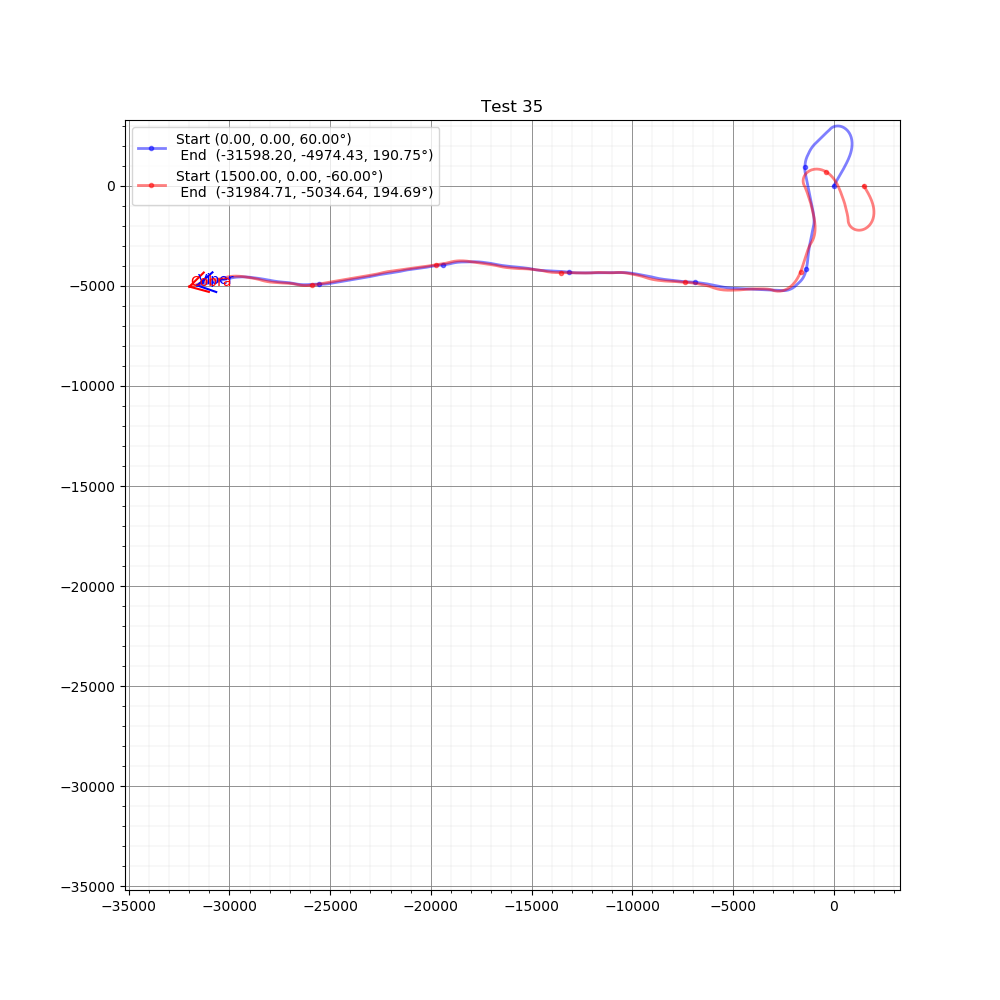 Test 35
Start (0.00, 0.00, 60.00°)
End (-31598.20, -4974.43, 190.75°)
Start (1500.00, 0.00, -60.00°)
End (-31984.71, -5034.64, 194.69°)
0
−5000
−10000
−15000
−20000
−25000
−30000
−35000
−35000 −30000 −25000 −20000 −15000 −10000 −5000 0